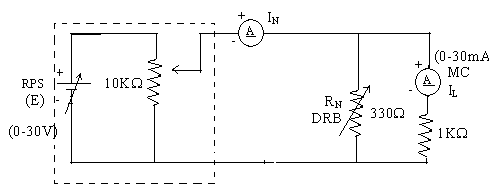 +
A
-
I_N
RPS
(E)
+
-
(0-30V)
10KΩ
R_N
DRB
330Ω
(0-30mA
MC
+
A
-
I_L
1KΩ